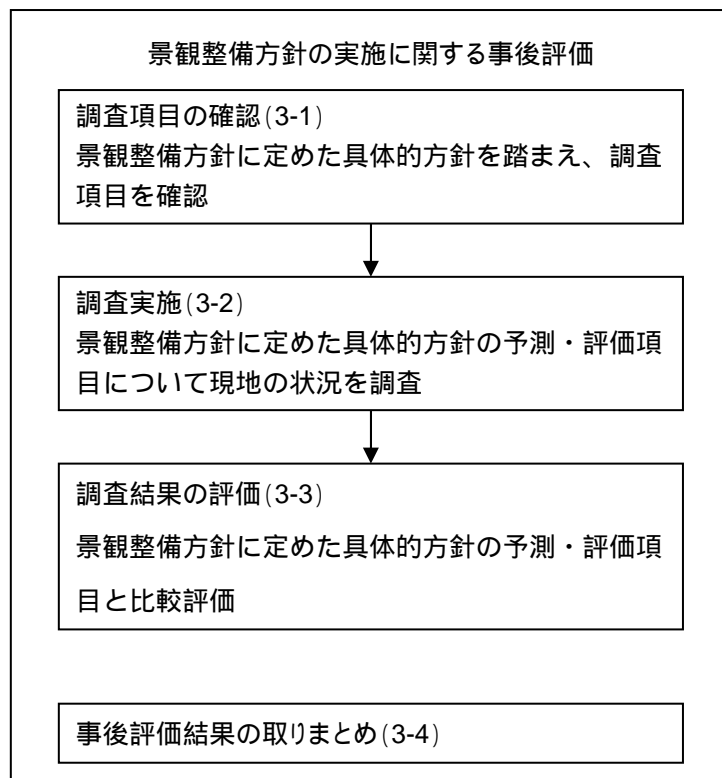 景観整備方針の実施に関する事後評価
調査項目の確認(3-1)
景観整備方針に定めた具体的方針を踏まえ、調査
項目を確認
調査実施(3-2)
景観整備方針に定めた具体的方針の予測・評価項
目について現地の状況を調査
調査結果の評価(3-3)
景観整備方針に定めた具体的方針の予測・評価項
目と比較評価
事後評価結果の取りまとめ(3-4)